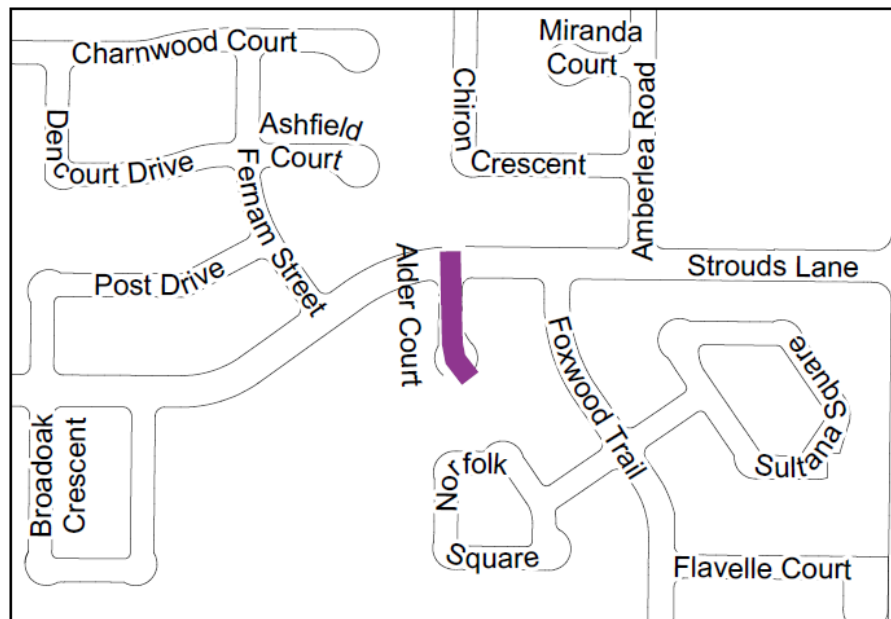 Charnwood Court
Miranda
Court
Chiron
Crescent
Amberlea Road
Ashfield
Court
Dencourt Drive
Fernam Street
Post Drive
Alder Court
Strouds Lane
Foxwood Trail
Sultana Square
Broadoak
Crescent
Norfolk
Square
Flavelle Court